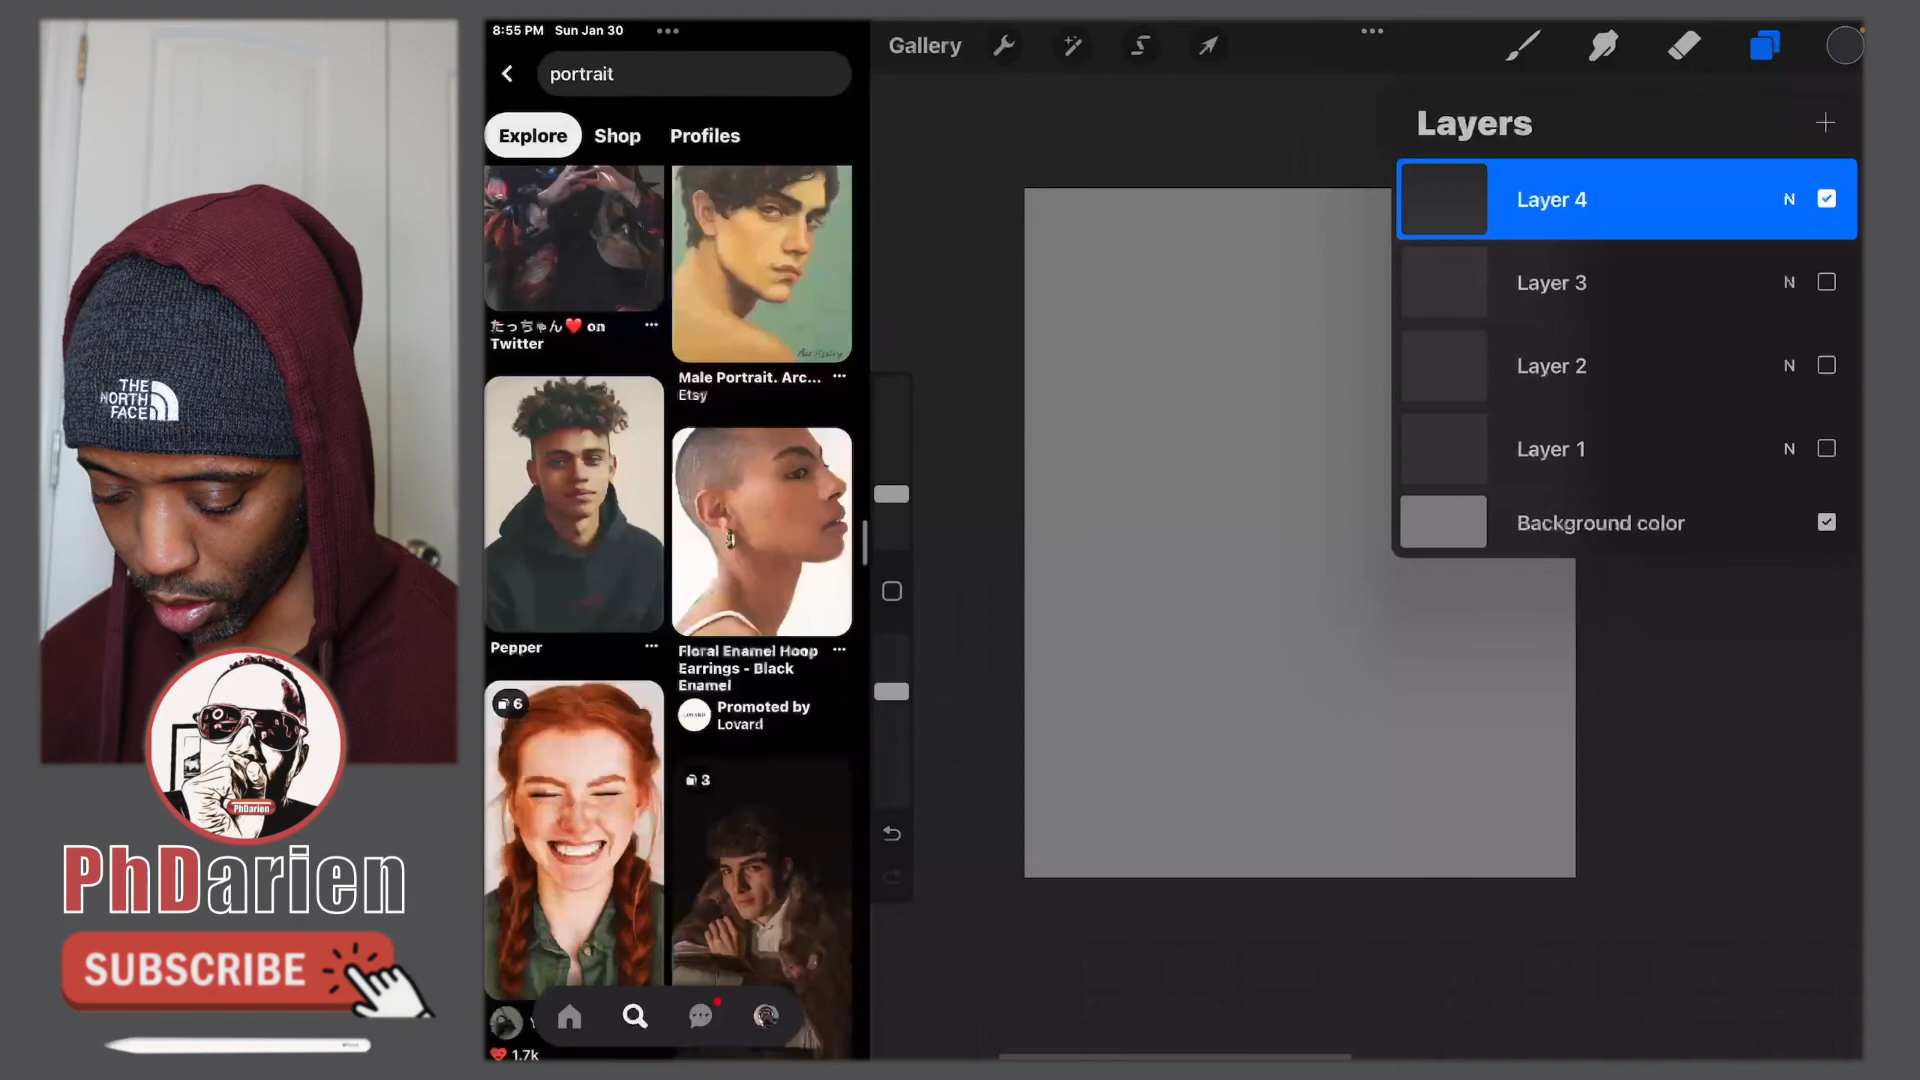 THE
NORTH
FACE
PhDarien
PhDarien
SUBSCRIBE
8:55 PM Sun Jan 30
portrait
Explore Shop Profiles
たっちゃん❤️ on
Twitter
Male Portrait. Arc...
Etsy
Pepper
Floral Enamel Hoop
Earrings - Black
Enamel
Promoted by
Lovard
6
3
1.7k
Gallery
Layers
Layer 4 N
Layer 3 N
Layer 2 N
Layer 1 N
Background color